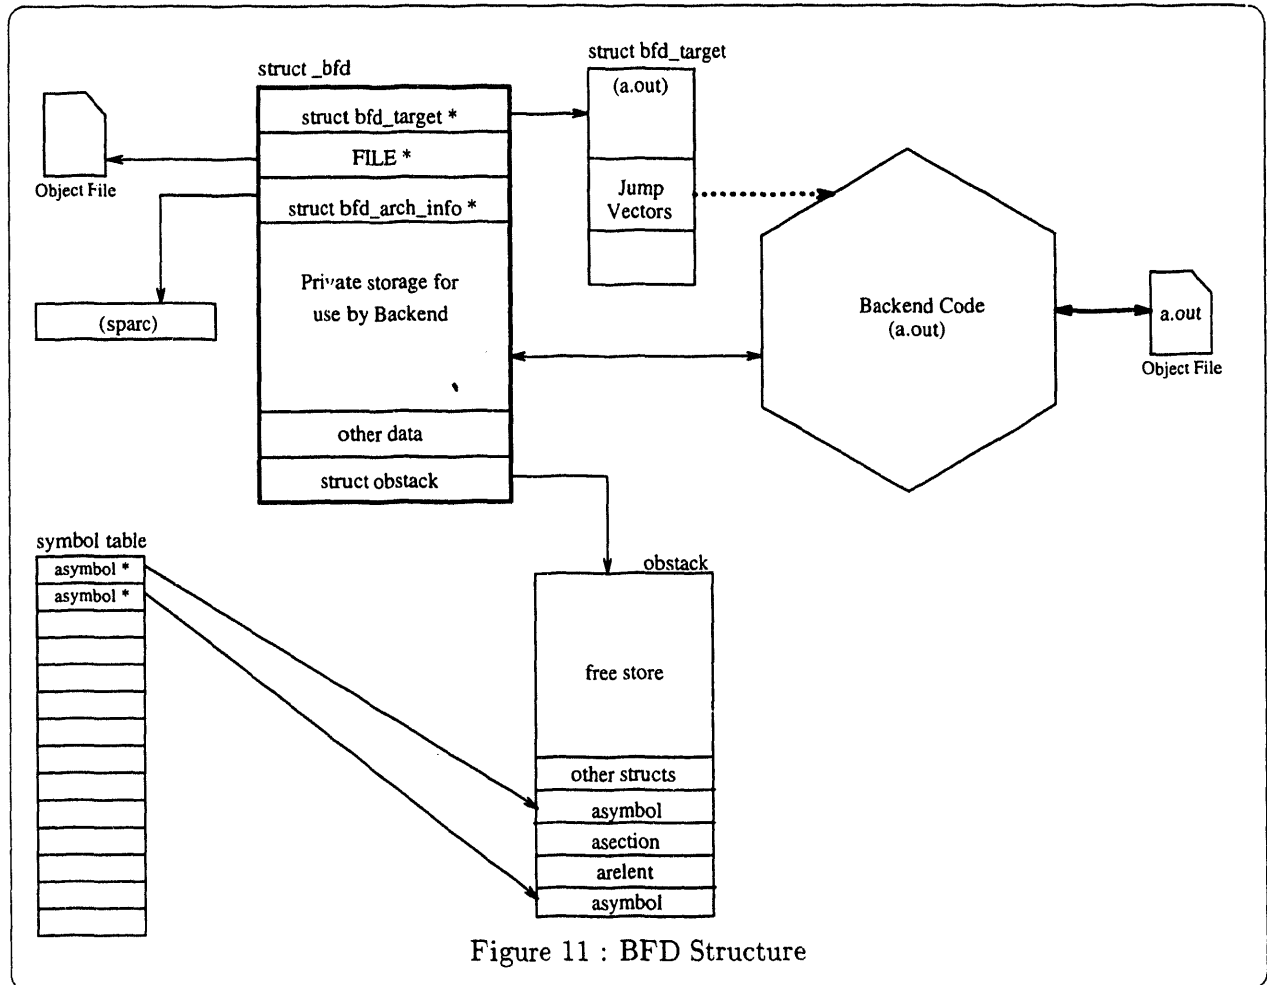 struct _bfd
struct bfd_target *
FILE *
struct bfd_arch_info *
Private storage for
use by Backend
other data
struct obstack
Object File
(sparc)
struct bfd_target
(a.out)
Jump
Vectors
Backend Code
(a.out)
a.out
Object File
symbol table
asymbol *
asymbol *
obstack
free store
other structs
asymbol
asection
arelent
asymbol
Figure 11 : BFD Structure